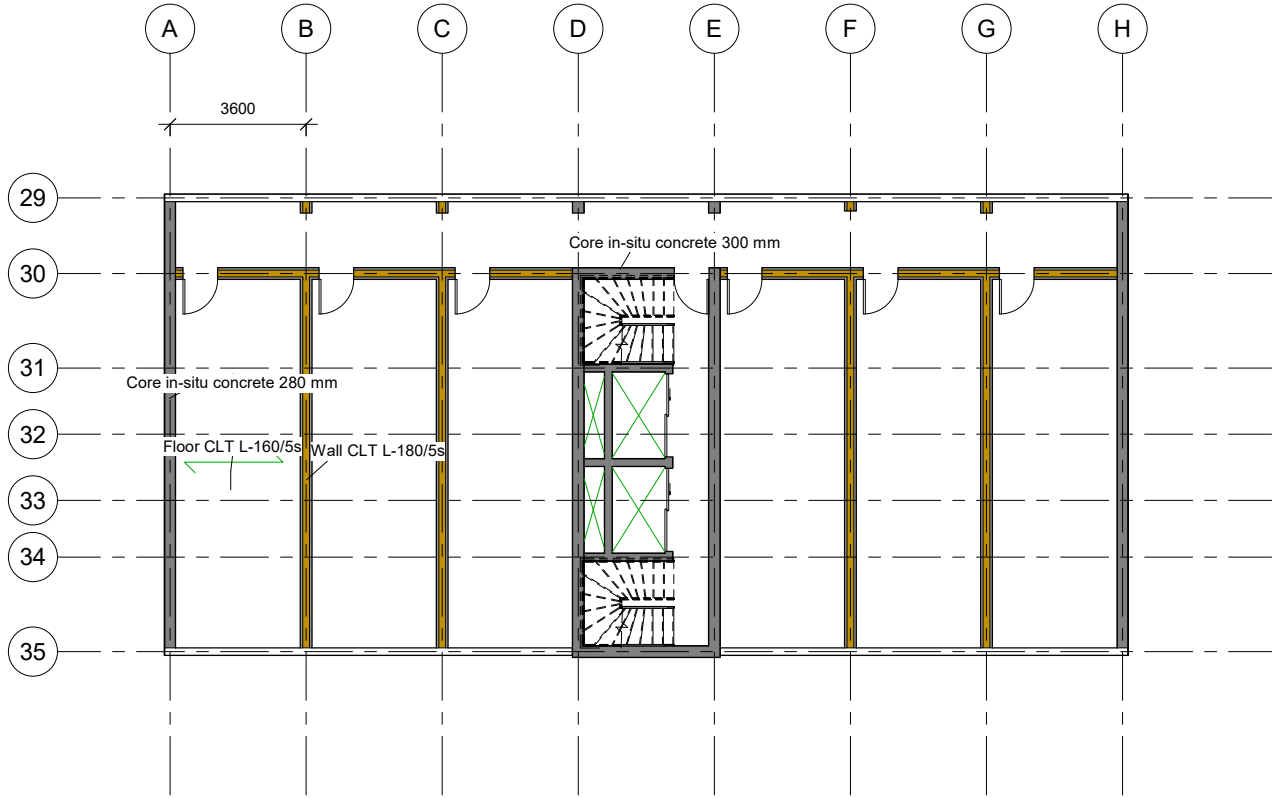 A B C D E F G H
3600
29
Core in-situ concrete 300 mm
30
31
Core in-situ concrete 280 mm
32
Floor CLT L-160/5s Wall CLT L-180/5s
33
34
35